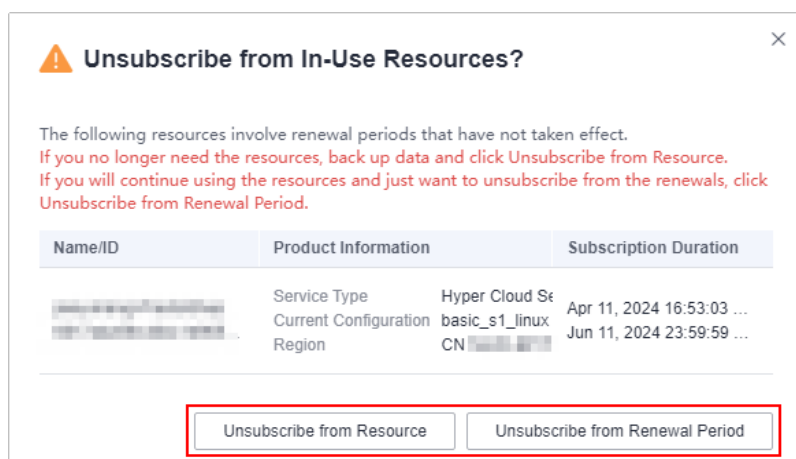 Unsubscribe from In-Use Resources?
The following resources involve renewal periods that have not taken effect.
If you no longer need the resources, back up data and click Unsubscribe from Resource.
If you will continue using the resources and just want to unsubscribe from the renewals, click
Unsubscribe from Renewal Period.
Name/ID Product Information Subscription Duration
Service Type Hyper Cloud Se
Current Configuration basic_s1_linux
Region CN
Apr 11, 2024 16:53:03 ...
Jun 11, 2024 23:59:59 ...
Unsubscribe from Resource Unsubscribe from Renewal Period